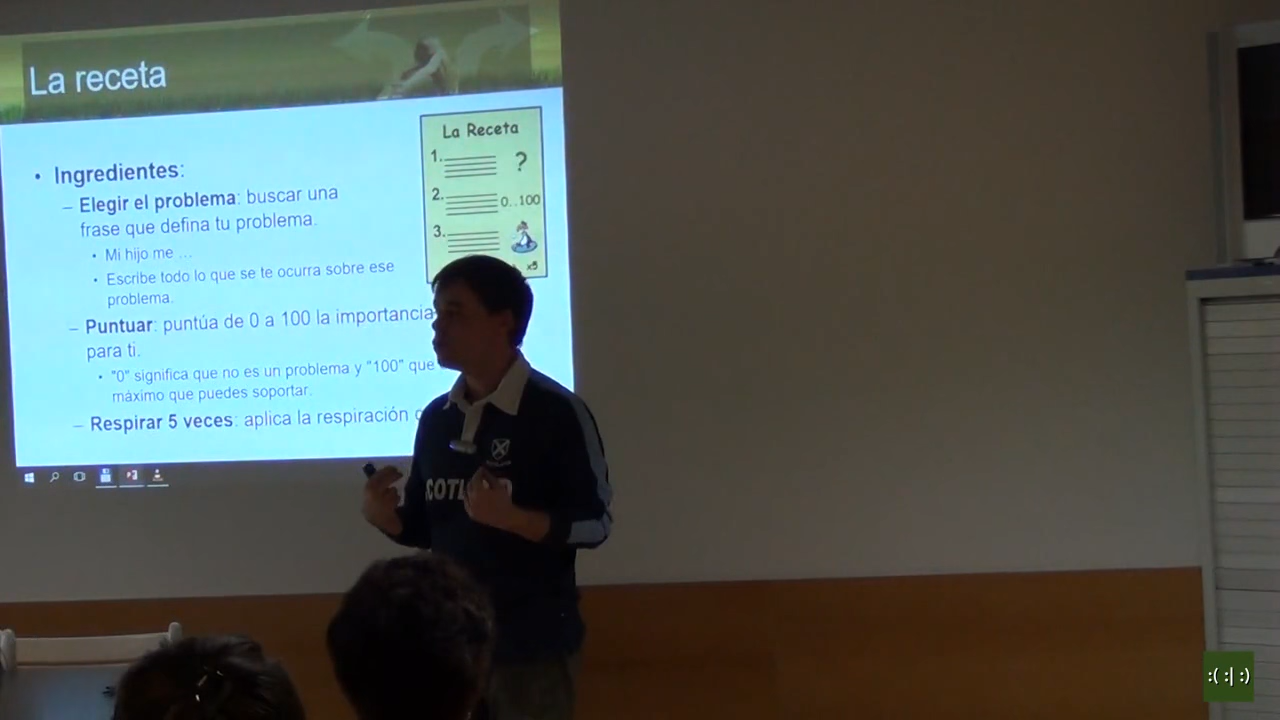 La receta
• Ingredientes:
– Elegir el problema: buscar una
frase que defina tu problema.
• Mi hijo me …
• Escribe todo lo que se te ocurra sobre ese
problema.
– Puntuar: puntúa de 0 a 100 la importancia
para ti.
• "0" significa que no es un problema y "100" que
máximo que puedes soportar.
– Respirar 5 veces: aplica la respiración
La Receta
1. ?
2. 0..100
3.
x5
:( :| :)